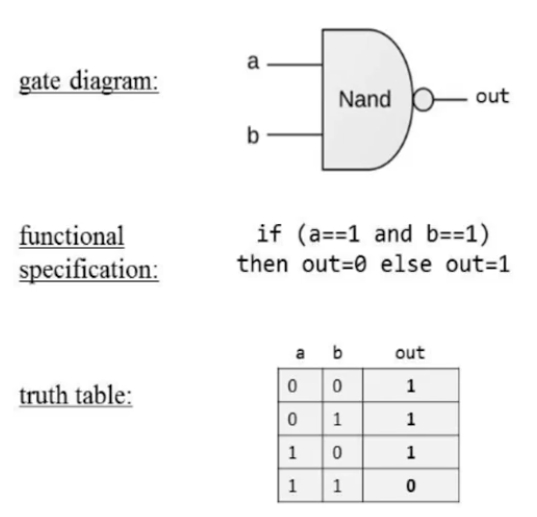 gate diagram:
a
Nand
out
b
functional
specification:
if (a==1 and b==1)
then out=0 else out=1
truth table:
a b out
0 0 1
0 1 1
1 0 1
1 1 0